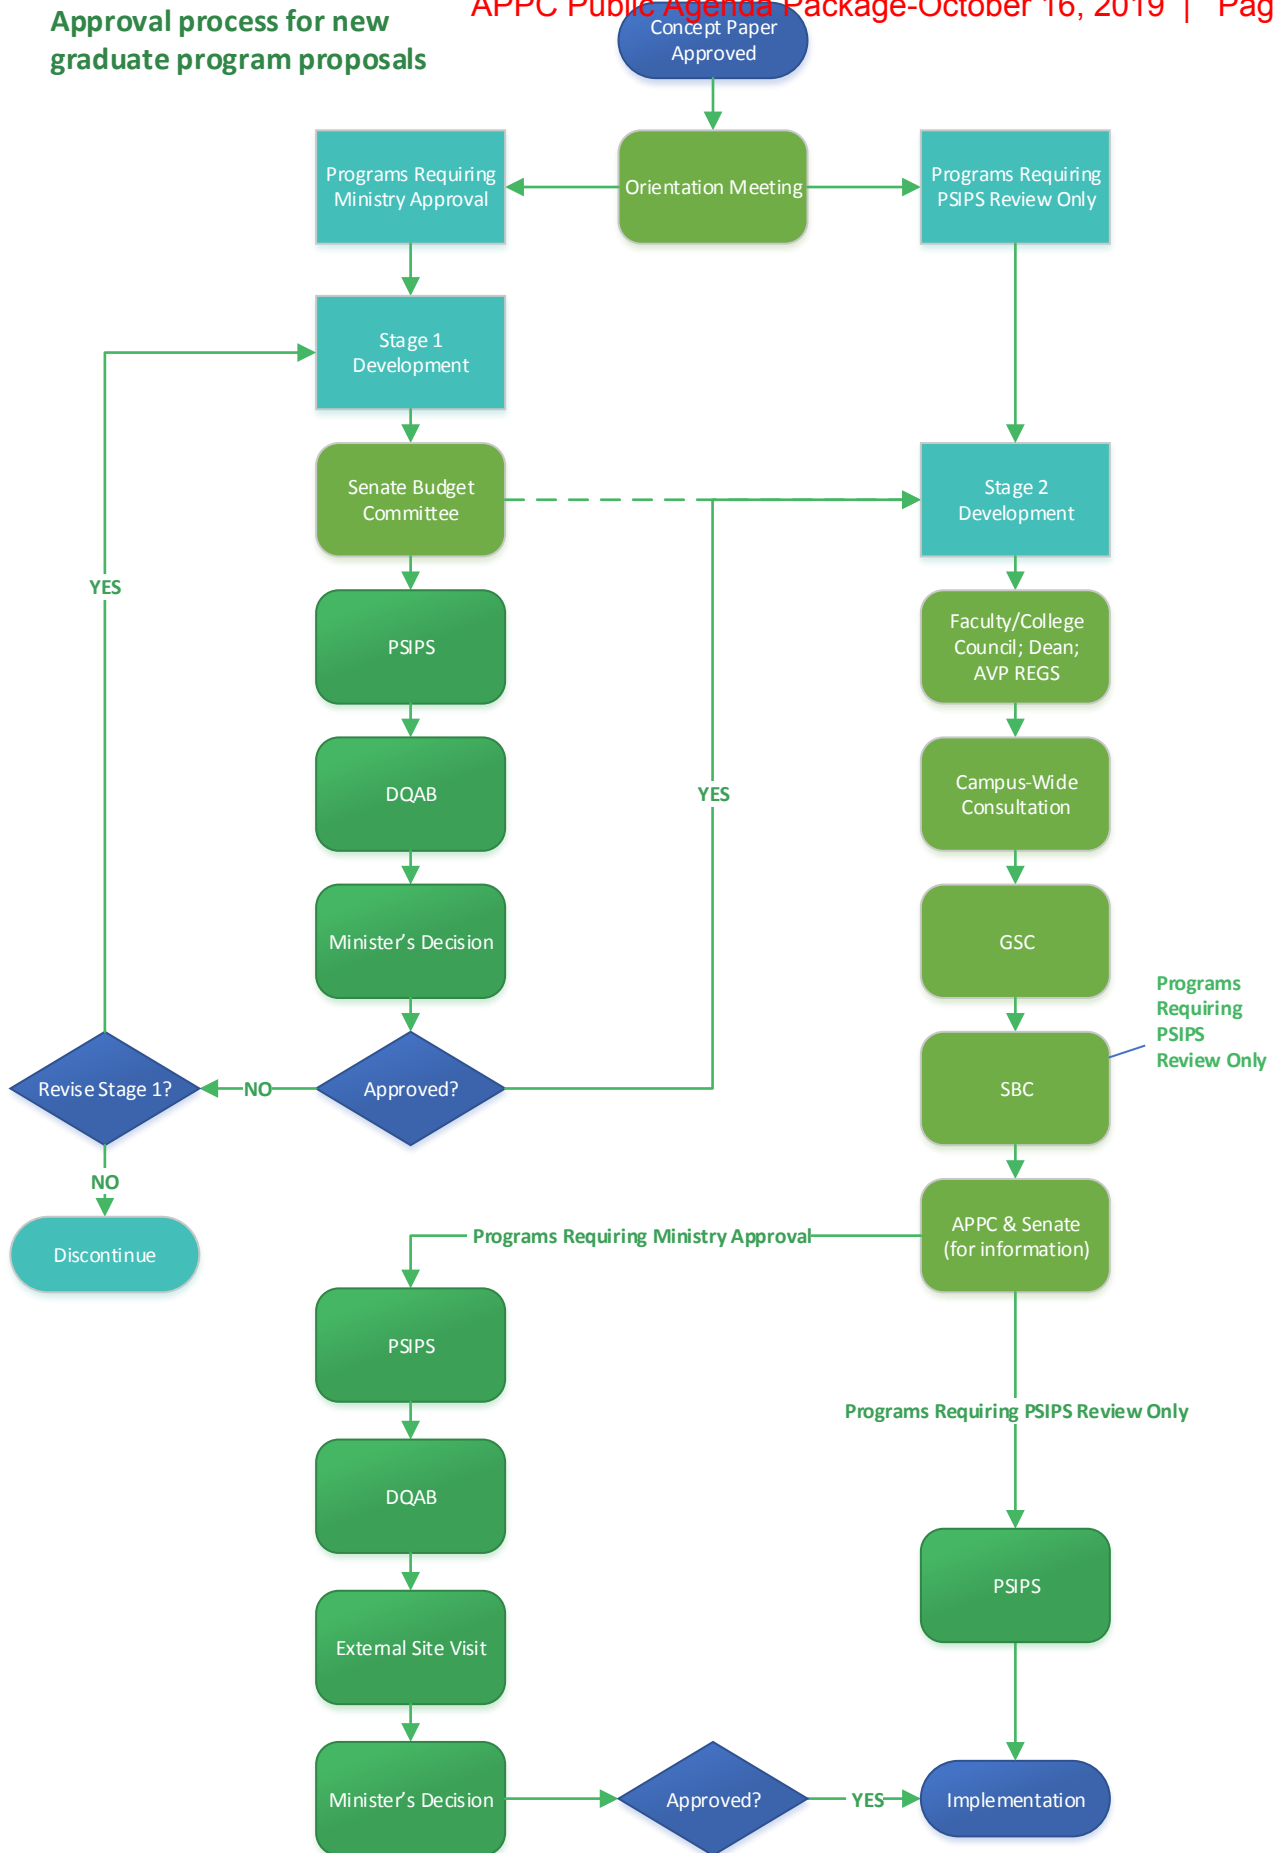 APPC Public Agenda Package-October 16, 2019 | Pag
Approval process for new
graduate program proposals
Concept Paper
Approved
Programs Requiring
Ministry Approval
Orientation Meeting
Programs Requiring
PSIPS Review Only
Stage 1
Development
Senate Budget
Committee
Stage 2
Development
YES
PSIPS
Faculty/College
Council; Dean;
AVP REGS
DQAB
YES
Campus-Wide
Consultation
Minister's Decision
GSC
Programs
Requiring
PSIPS
Review Only
Revise Stage 1?
NO
Approved?
SBC
NO
Discontinue
Programs Requiring Ministry Approval
APPC & Senate
(for information)
PSIPS
Programs Requiring PSIPS Review Only
DQAB
PSIPS
External Site Visit
Minister's Decision
Approved?
YES
Implementation